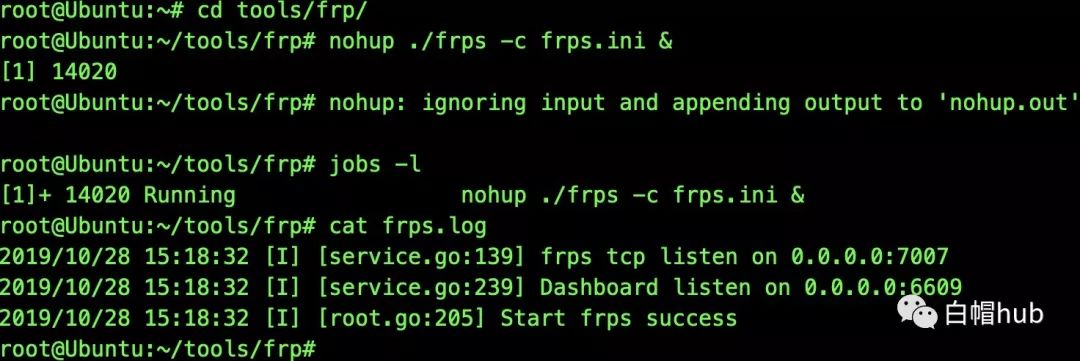 root@Ubuntu:~# cd tools/frp/
root@Ubuntu:~/tools/frp# nohup ./frps -c frps.ini &
[1] 14020
root@Ubuntu:~/tools/frp# nohup: ignoring input and appending output to 'nohup.out'
root@Ubuntu:~/tools/frp# jobs -l
[1]+ 14020 Running                 nohup ./frps -c frps.ini &
root@Ubuntu:~/tools/frp# cat frps.log
2019/10/28 15:18:32 [I] [service.go:139] frps tcp listen on 0.0.0.0:7007
2019/10/28 15:18:32 [I] [service.go:239] Dashboard listen on 0.0.0.0:6609
2019/10/28 15:18:32 [I] [root.go:205] Start frps success
白帽hub
root@Ubuntu:~/tools/frp#